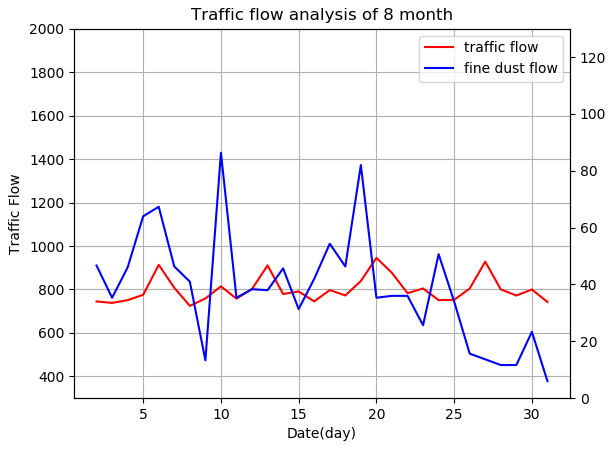 Traffic flow analysis of 8 month
traffic flow
fine dust flow
Traffic Flow
2000
1800
1600
1400
1200
1000
800
600
400
120
100
80
60
40
20
0
5 10 15 20 25 30
Date(day)